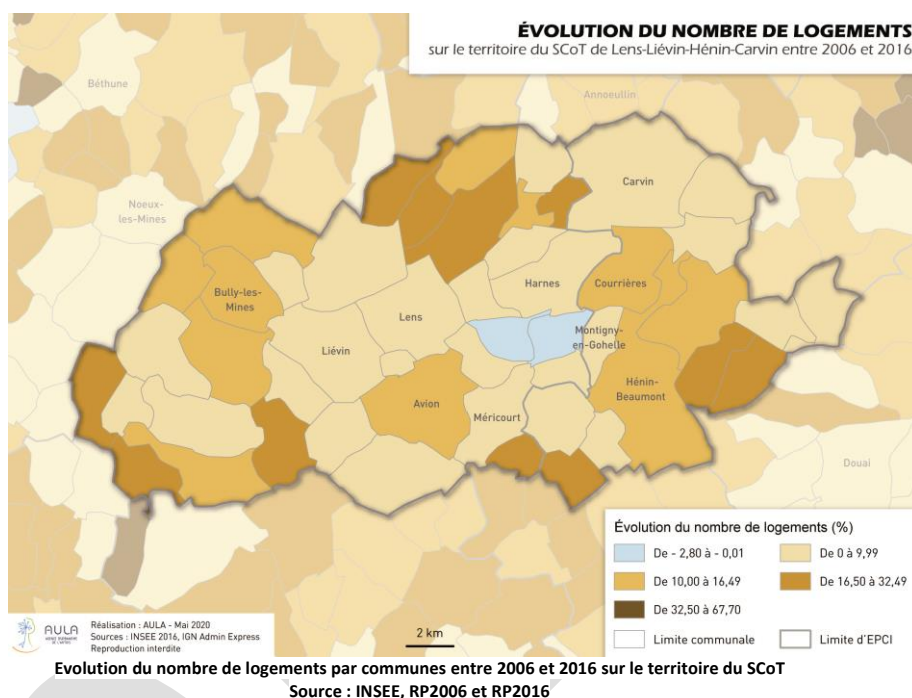 ÉVOLUTION DU NOMBRE DE LOGEMENTS
sur le territoire du SCoT de Lens-Liévin-Hénin-Carvin entre 2006 et 2016
Béthune
Annoeullin
Carvin
Noeux-
les-Mines
Harnes
Courrières
Bully-les-
Mines
Lens
Montigny-
en-Gohelle
Liévin
Hénin-
Beaumont
Avion
Méricourt
Douai
Évolution du nombre de logements (%)
De - 2,80 à - 0,01
De 0 à 9,99
De 10,00 à 16,49
De 16,50 à 32,49
De 32,50 à 67,70
Limite communale
Limite d'EPCI
AULA
Réalisation : AULA - Mai 2020
Sources : INSEE 2016, IGN Admin Express
Reproduction interdite
2 km
Evolution du nombre de logements par communes entre 2006 et 2016 sur le territoire du SCoT
Source : INSEE, RP2006 et RP2016